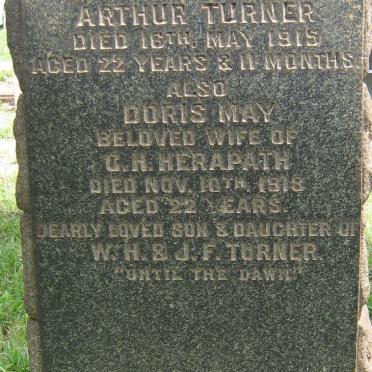 ARTHUR TURNER
DIED 16TH. MAY 1915
AGED 22 YEARS & 11 MONTHS.
ALSO
DORIS MAY
BELOVED WIFE OF
G. H. HERAPATH
DIED NOV. 10TH. 1918
AGED 22 YEARS.
DEARLY LOVED SON & DAUGHTER OF
W. H. & J. F. TURNER.
"UNTIL THE DAWN"